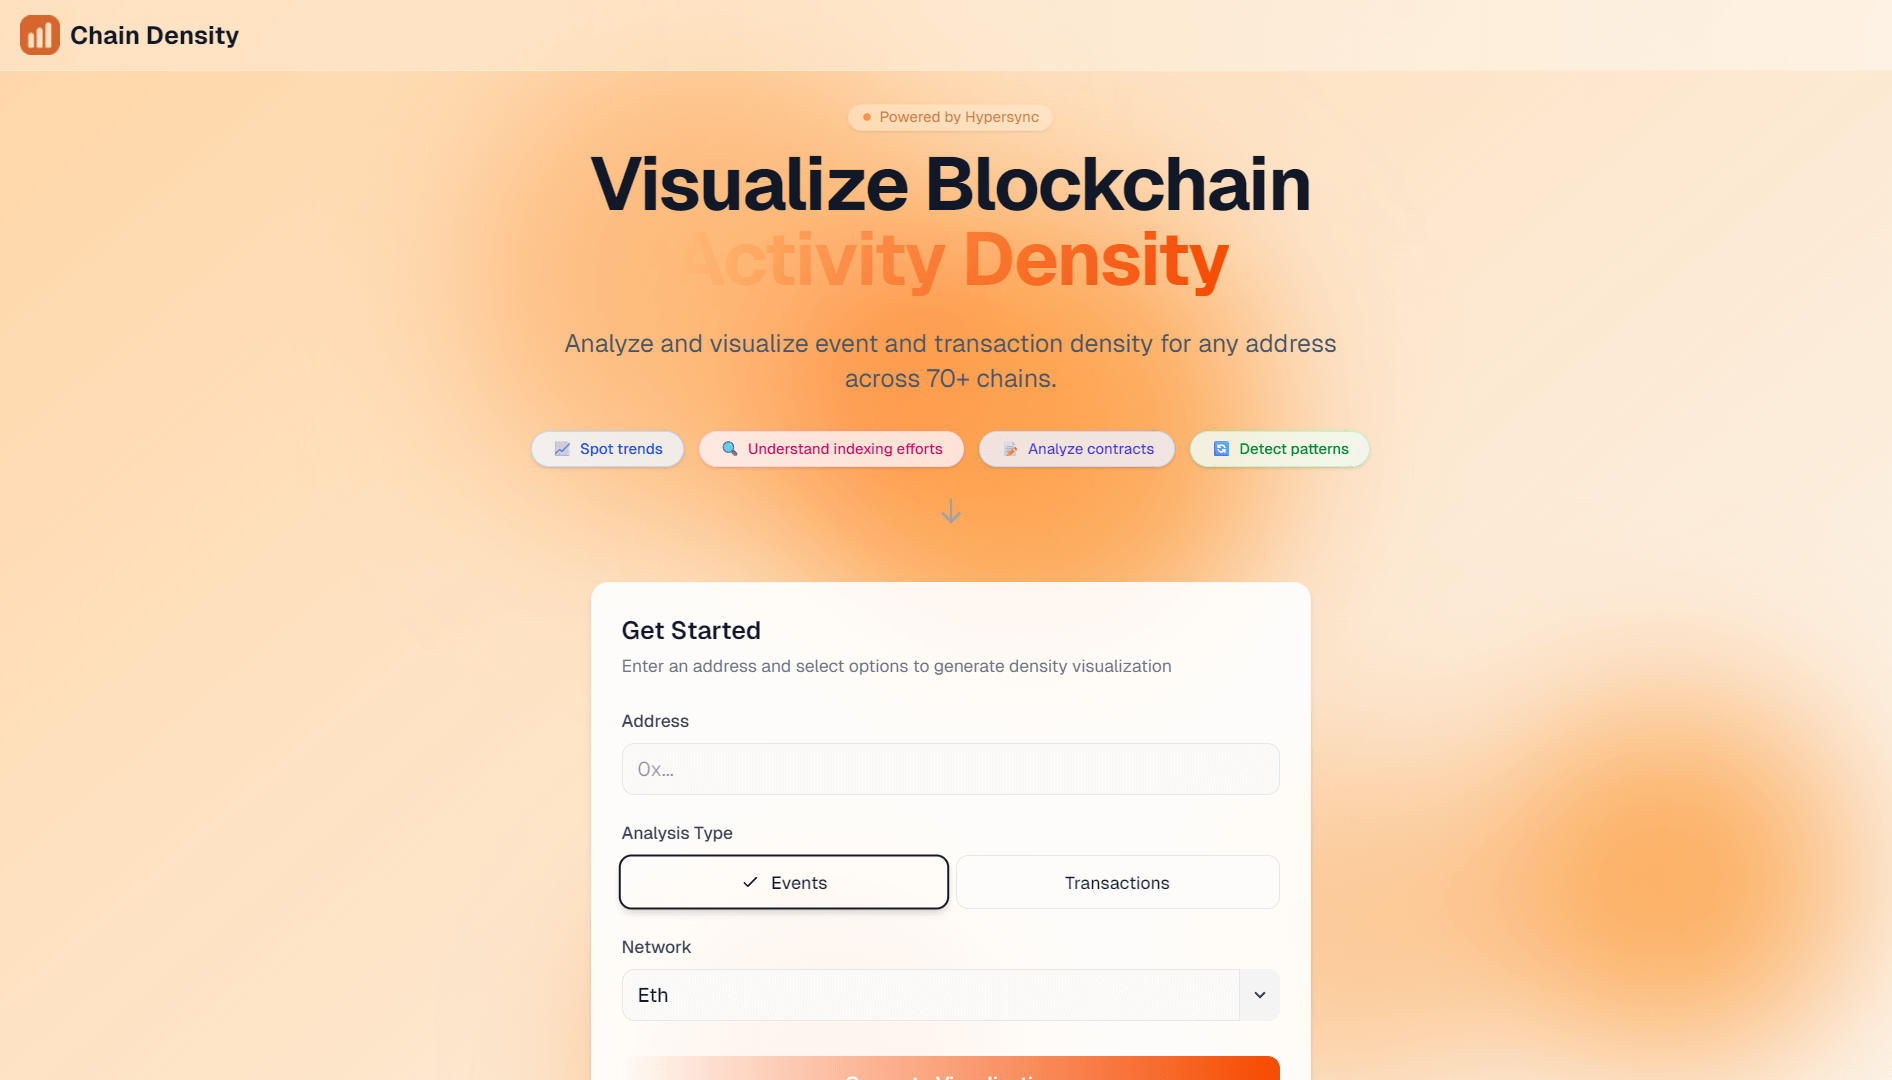 Chain Density
Powered by Hypersync
Visualize Blockchain
Activity Density
Analyze and visualize event and transaction density for any address
across 70+ chains.
Spot trends
Understand indexing efforts
Analyze contracts
Detect patterns
Get Started
Enter an address and select options to generate density visualization
Address
0x...
Analysis Type
Events
Transactions
Network
Eth